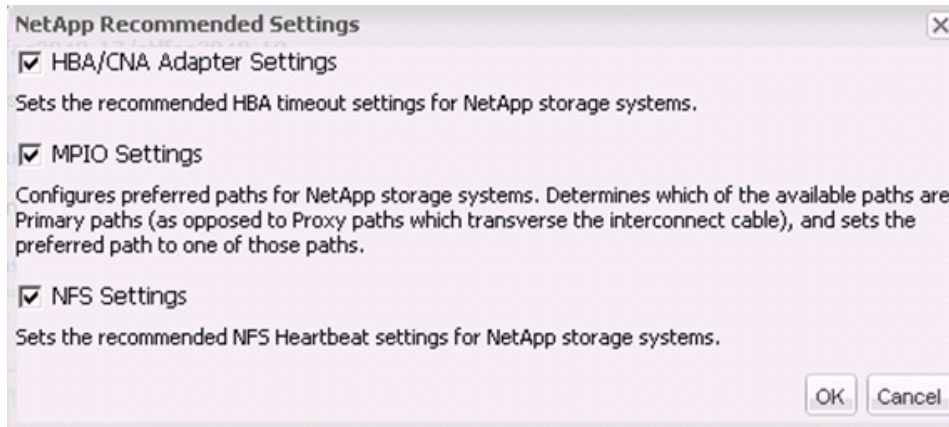 NetApp Recommended Settings
HBA/CNA Adapter Settings
Sets the recommended HBA timeout settings for NetApp storage systems.
MPIO Settings
Configures preferred paths for NetApp storage systems. Determines which of the available paths are
Primary paths (as opposed to Proxy paths which transverse the interconnect cable), and sets the
preferred path to one of those paths.
NFS Settings
Sets the recommended NFS Heartbeat settings for NetApp storage systems.
OK Cancel